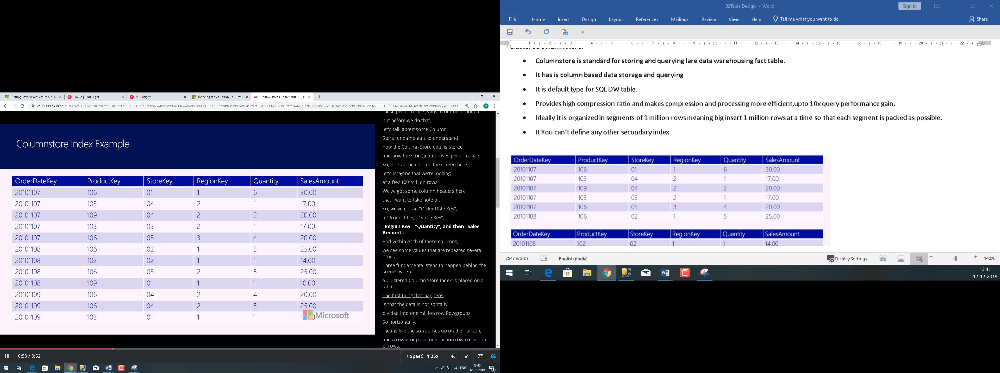 Getting started with Azure SQL D
Home | Pluralsight
Pluralsight
Indexing tables - Azure SQL Data
Columnstore Fundamentals
Columnstore Index Example
OrderDateKey ProductKey StoreKey RegionKey Quantity SalesAmount
20101107 106 01 1 6 30.00
20101107 103 04 2 1 17.00
20101107 109 04 2 2 20.00
20101107 103 03 2 1 17.00
20101107 106 05 3 4 20.00
20101108 106 02 1 5 25.00
20101108 102 02 1 1 14.00
20101108 106 03 2 5 25.00
20101108 109 01 1 1 10.00
20101109 106 04 2 4 20.00
20101109 106 04 2 5 25.00
20101109 103 01 1 1
Microsoft
these performance gains in our next module,
but before we do that,
let's talk about some Column
Store fundamentals to understand
how the Column Store data is stored,
and how the storage improves performance.
So, look at the data on the screen here,
let's imagine that we're looking
at a few 100 million rows.
We've got some column headers here
that I want to take note of.
So, we've got an "Order Date Key",
a "Product Key", "Store Key",
"Region Key", "Quantity", and then "Sales
Amount'.
And within each of these columns,
we see some values that are repeated several
times.
Three fundamental steps to happen behind the
scenes when
a Clustered Column Store Index is placed on a
table.
The first thing that happens,
is that the data is horizontally
divided into one million row Rowgroups.
So horizontally,
means like the sun comes up on the horizon,
and a row group is a one million row collection
of rows.
0:53 / 3:52
Speed 1.25x
CC
ENG
13:40
12-12-2019
02Table Design - Word
Sign in
File Home Insert Design Layout References Mailings Review View Help Tell me what you want to do Share
1 2 3 4 5 6 7 8 9 10 11 12 13 14 15 16 17 18 19 20 21 22 23
• Columnstore is standard for storing and querying lare data warehousing fact table.
• It has is column based data storage and querying
• It is default type for SQL DW table.
• Provides high compression ratio and makes compression and processing more efficient,upto 10x query performance gain.
• Ideally it is organized in segments of 1 million rows meaning big insert 1 million rows at a time so that each segment is packed as possible.
• It You can't define any other secondary index
OrderDateKey ProductKey StoreKey RegionKey Quantity SalesAmount
20101107 106 01 1 6 30.00
20101107 103 04 2 1 17.00
20101107 109 04 2 2 20.00
20101107 103 03 2 1 17.00
20101107 106 05 3 4 20.00
20101108 106 02 1 5 25.00
OrderDateKey ProductKey StoreKey RegionKey Quantity SalesAmount
20101108 102 02 1 1 14.00
2547 words
English (India)
Display Settings
140%
13:41
12-12-2019